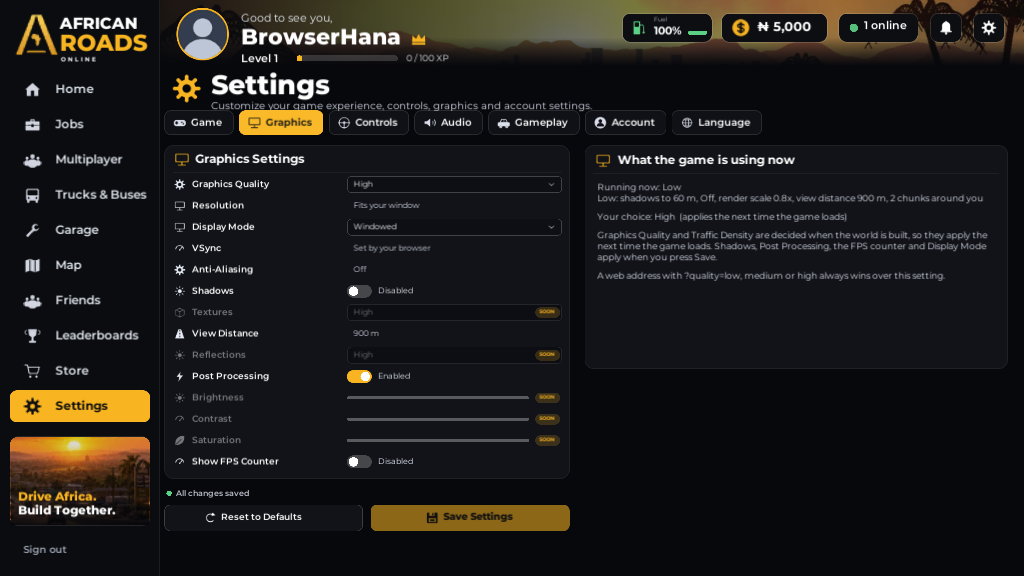 AFRICAN
ROADS
ONLINE
Good to see you,
BrowserHana
Level 1
0 / 100 XP
Fuel
100%
₦ 5,000
1 online
Home
Jobs
Multiplayer
Trucks & Buses
Garage
Map
Friends
Leaderboards
Store
Settings
Drive Africa.
Build Together.
Sign out
Settings
Customize your game experience, controls, graphics and account settings.
Game
Graphics
Controls
Audio
Gameplay
Account
Language
Graphics Settings
Graphics Quality High
Resolution Fits your window
Display Mode Windowed
VSync Set by your browser
Anti-Aliasing Off
Shadows Disabled
Textures High SOON
View Distance 900 m
Reflections High SOON
Post Processing Enabled
Brightness SOON
Contrast SOON
Saturation SOON
Show FPS Counter Disabled
All changes saved
Reset to Defaults
Save Settings
What the game is using now
Running now: Low
Low: shadows to 60 m, Off, render scale 0.8x, view distance 900 m, 2 chunks around you
Your choice: High (applies the next time the game loads)
Graphics Quality and Traffic Density are decided when the world is built, so they apply the
next time the game loads. Shadows, Post Processing, the FPS counter and Display Mode
apply when you press Save.
A web address with ?quality=low, medium or high always wins over this setting.